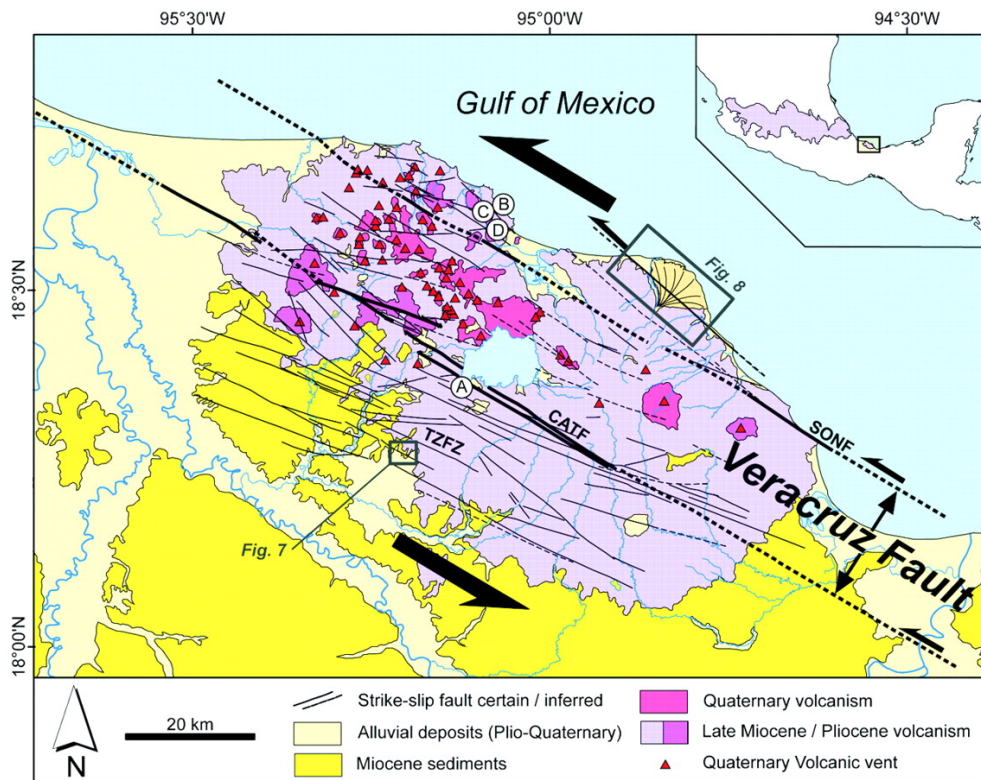 95°30'W 95°00'W 94°30'W
Gulf of Mexico
B
C
D
Fig. 8
18°30'N
A
CATF
SONF
TZFZ
Veracruz Fault
Fig. 7
18°00'N
Strike-slip fault certain / inferred
Quaternary volcanism
20 km
Alluvial deposits (Plio-Quaternary)
Late Miocene / Pliocene volcanism
N
Miocene sediments
Quaternary Volcanic vent